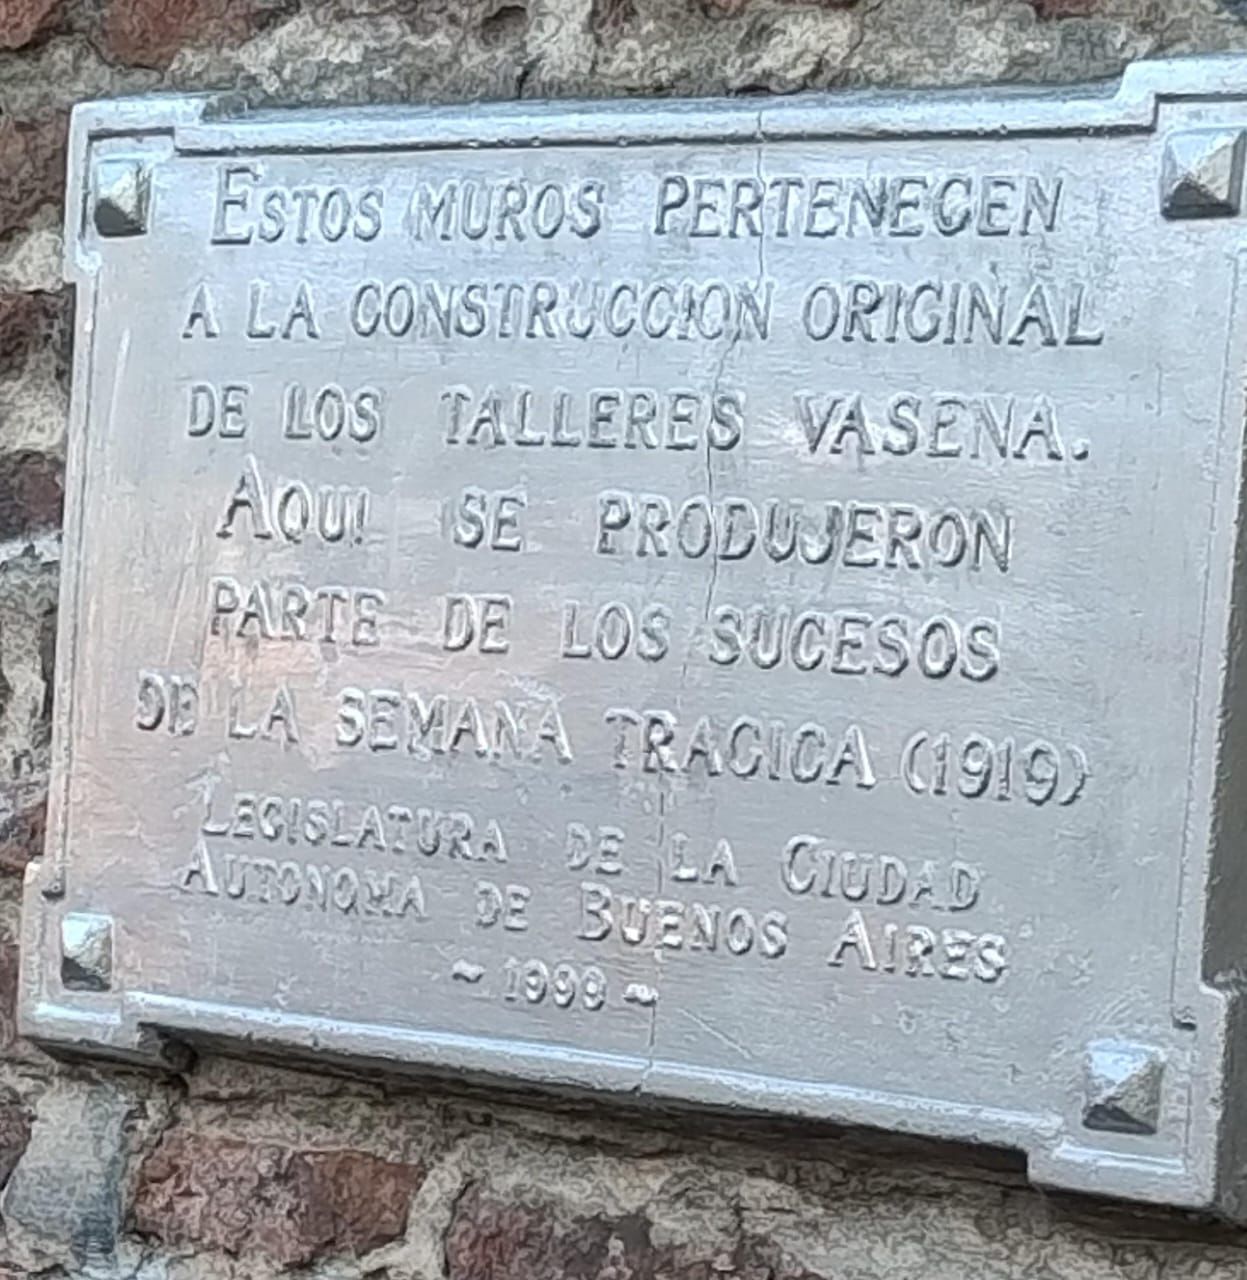 ESTOS MUROS PERTENECEN
A LA CONSTRUCCION ORIGINAL
DE LOS TALLERES VASENA.
AQUI SE PRODUJERON
PARTE DE LOS SUCESOS
DE LA SEMANA TRAGICA (1919)
LEGISLATURA DE LA CIUDAD
AUTONOMA DE BUENOS AIRES
~ 1999 ~